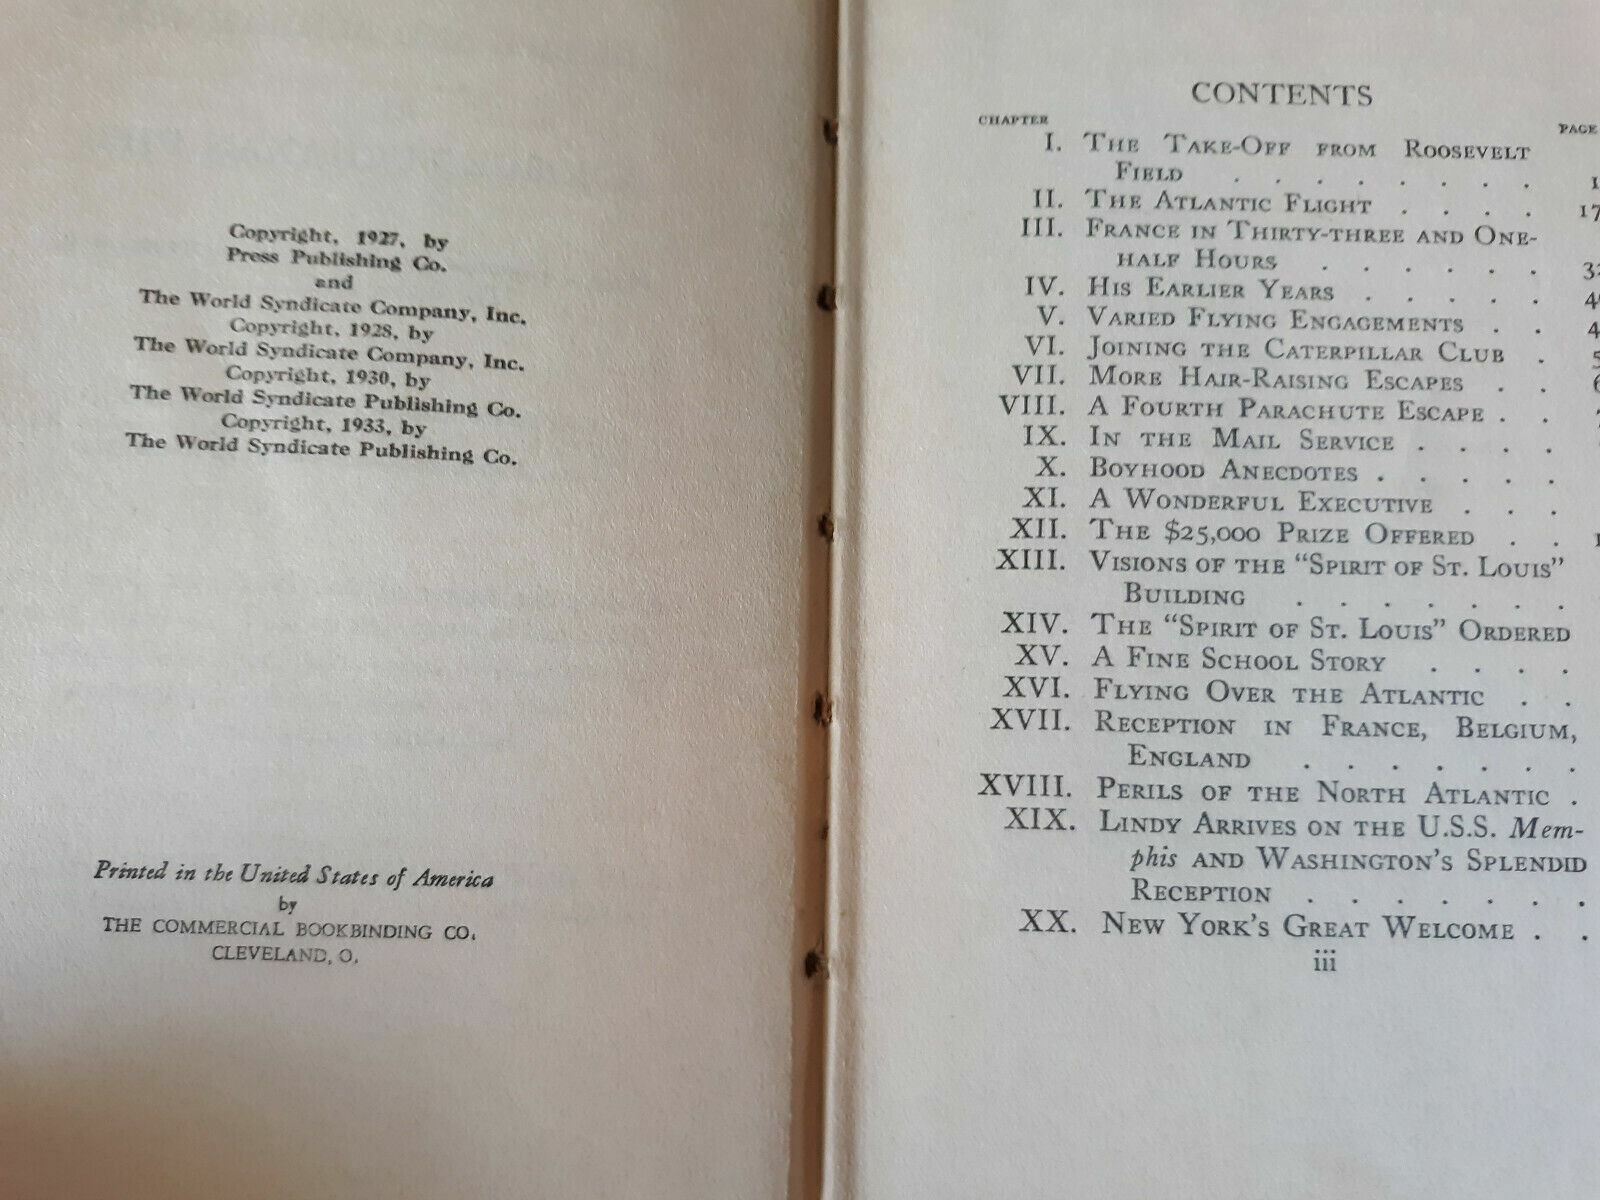 Copyright, 1927, by
Press Publishing Co.
and
The World Syndicate Company, Inc.
Copyright, 1928, by
The World Syndicate Company, Inc.
Copyright, 1930, by
The World Syndicate Publishing Co.
Copyright, 1933, by
The World Syndicate Publishing Co.
Printed in the United States of America
by
THE COMMERCIAL BOOKBINDING CO.
CLEVELAND, O.
CONTENTS
CHAPTER PAGE
I. THE TAKE-OFF FROM ROOSEVELT
FIELD . . . . . . . .
II. THE ATLANTIC FLIGHT . . . . 17
III. FRANCE IN THIRTY-THREE AND ONE-
HALF HOURS . . . . . .
IV. HIS EARLIER YEARS . . . . .
V. VARIED FLYING ENGAGEMENTS . .
VI. JOINING THE CATERPILLAR CLUB .
VII. MORE HAIR-RAISING ESCAPES . .
VIII. A FOURTH PARACHUTE ESCAPE . .
IX. IN THE MAIL SERVICE . . . .
X. BOYHOOD ANECDOTES . . . . .
XI. A WONDERFUL EXECUTIVE . . .
XII. THE $25,000 PRIZE OFFERED . .
XIII. VISIONS OF THE "SPIRIT OF ST. LOUIS"
BUILDING . . . . . . .
XIV. THE "SPIRIT OF ST. LOUIS" ORDERED
XV. A FINE SCHOOL STORY . . . .
XVI. FLYING OVER THE ATLANTIC . .
XVII. RECEPTION IN FRANCE, BELGIUM,
ENGLAND . . . . . . .
XVIII. PERILS OF THE NORTH ATLANTIC .
XIX. LINDY ARRIVES ON THE U.S.S. Mem-
phis AND WASHINGTON'S SPLENDID
RECEPTION . . . . . . .
XX. NEW YORK'S GREAT WELCOME . .
iii